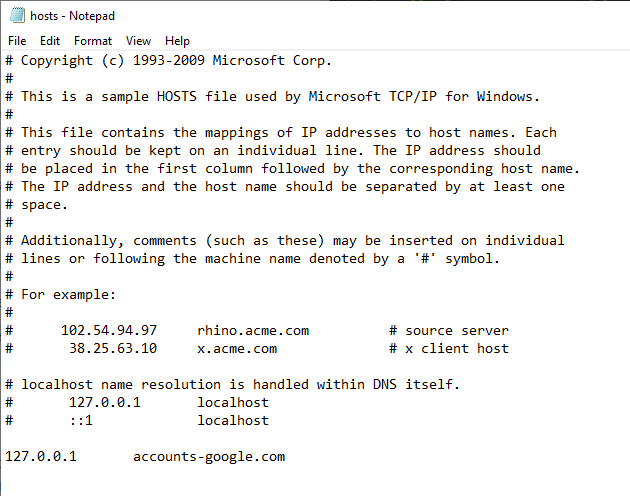 hosts - Notepad
File Edit Format View Help
# Copyright (c) 1993-2009 Microsoft Corp.
#
# This is a sample HOSTS file used by Microsoft TCP/IP for Windows.
#
# This file contains the mappings of IP addresses to host names. Each
# entry should be kept on an individual line. The IP address should
# be placed in the first column followed by the corresponding host name.
# The IP address and the host name should be separated by at least one
# space.
#
# Additionally, comments (such as these) may be inserted on individual
# lines or following the machine name denoted by a '#' symbol.
#
# For example:
#
#      102.54.94.97     rhino.acme.com          # source server
#       38.25.63.10     x.acme.com              # x client host

# localhost name resolution is handled within DNS itself.
#       127.0.0.1       localhost
#       ::1             localhost

127.0.0.1       accounts-google.com